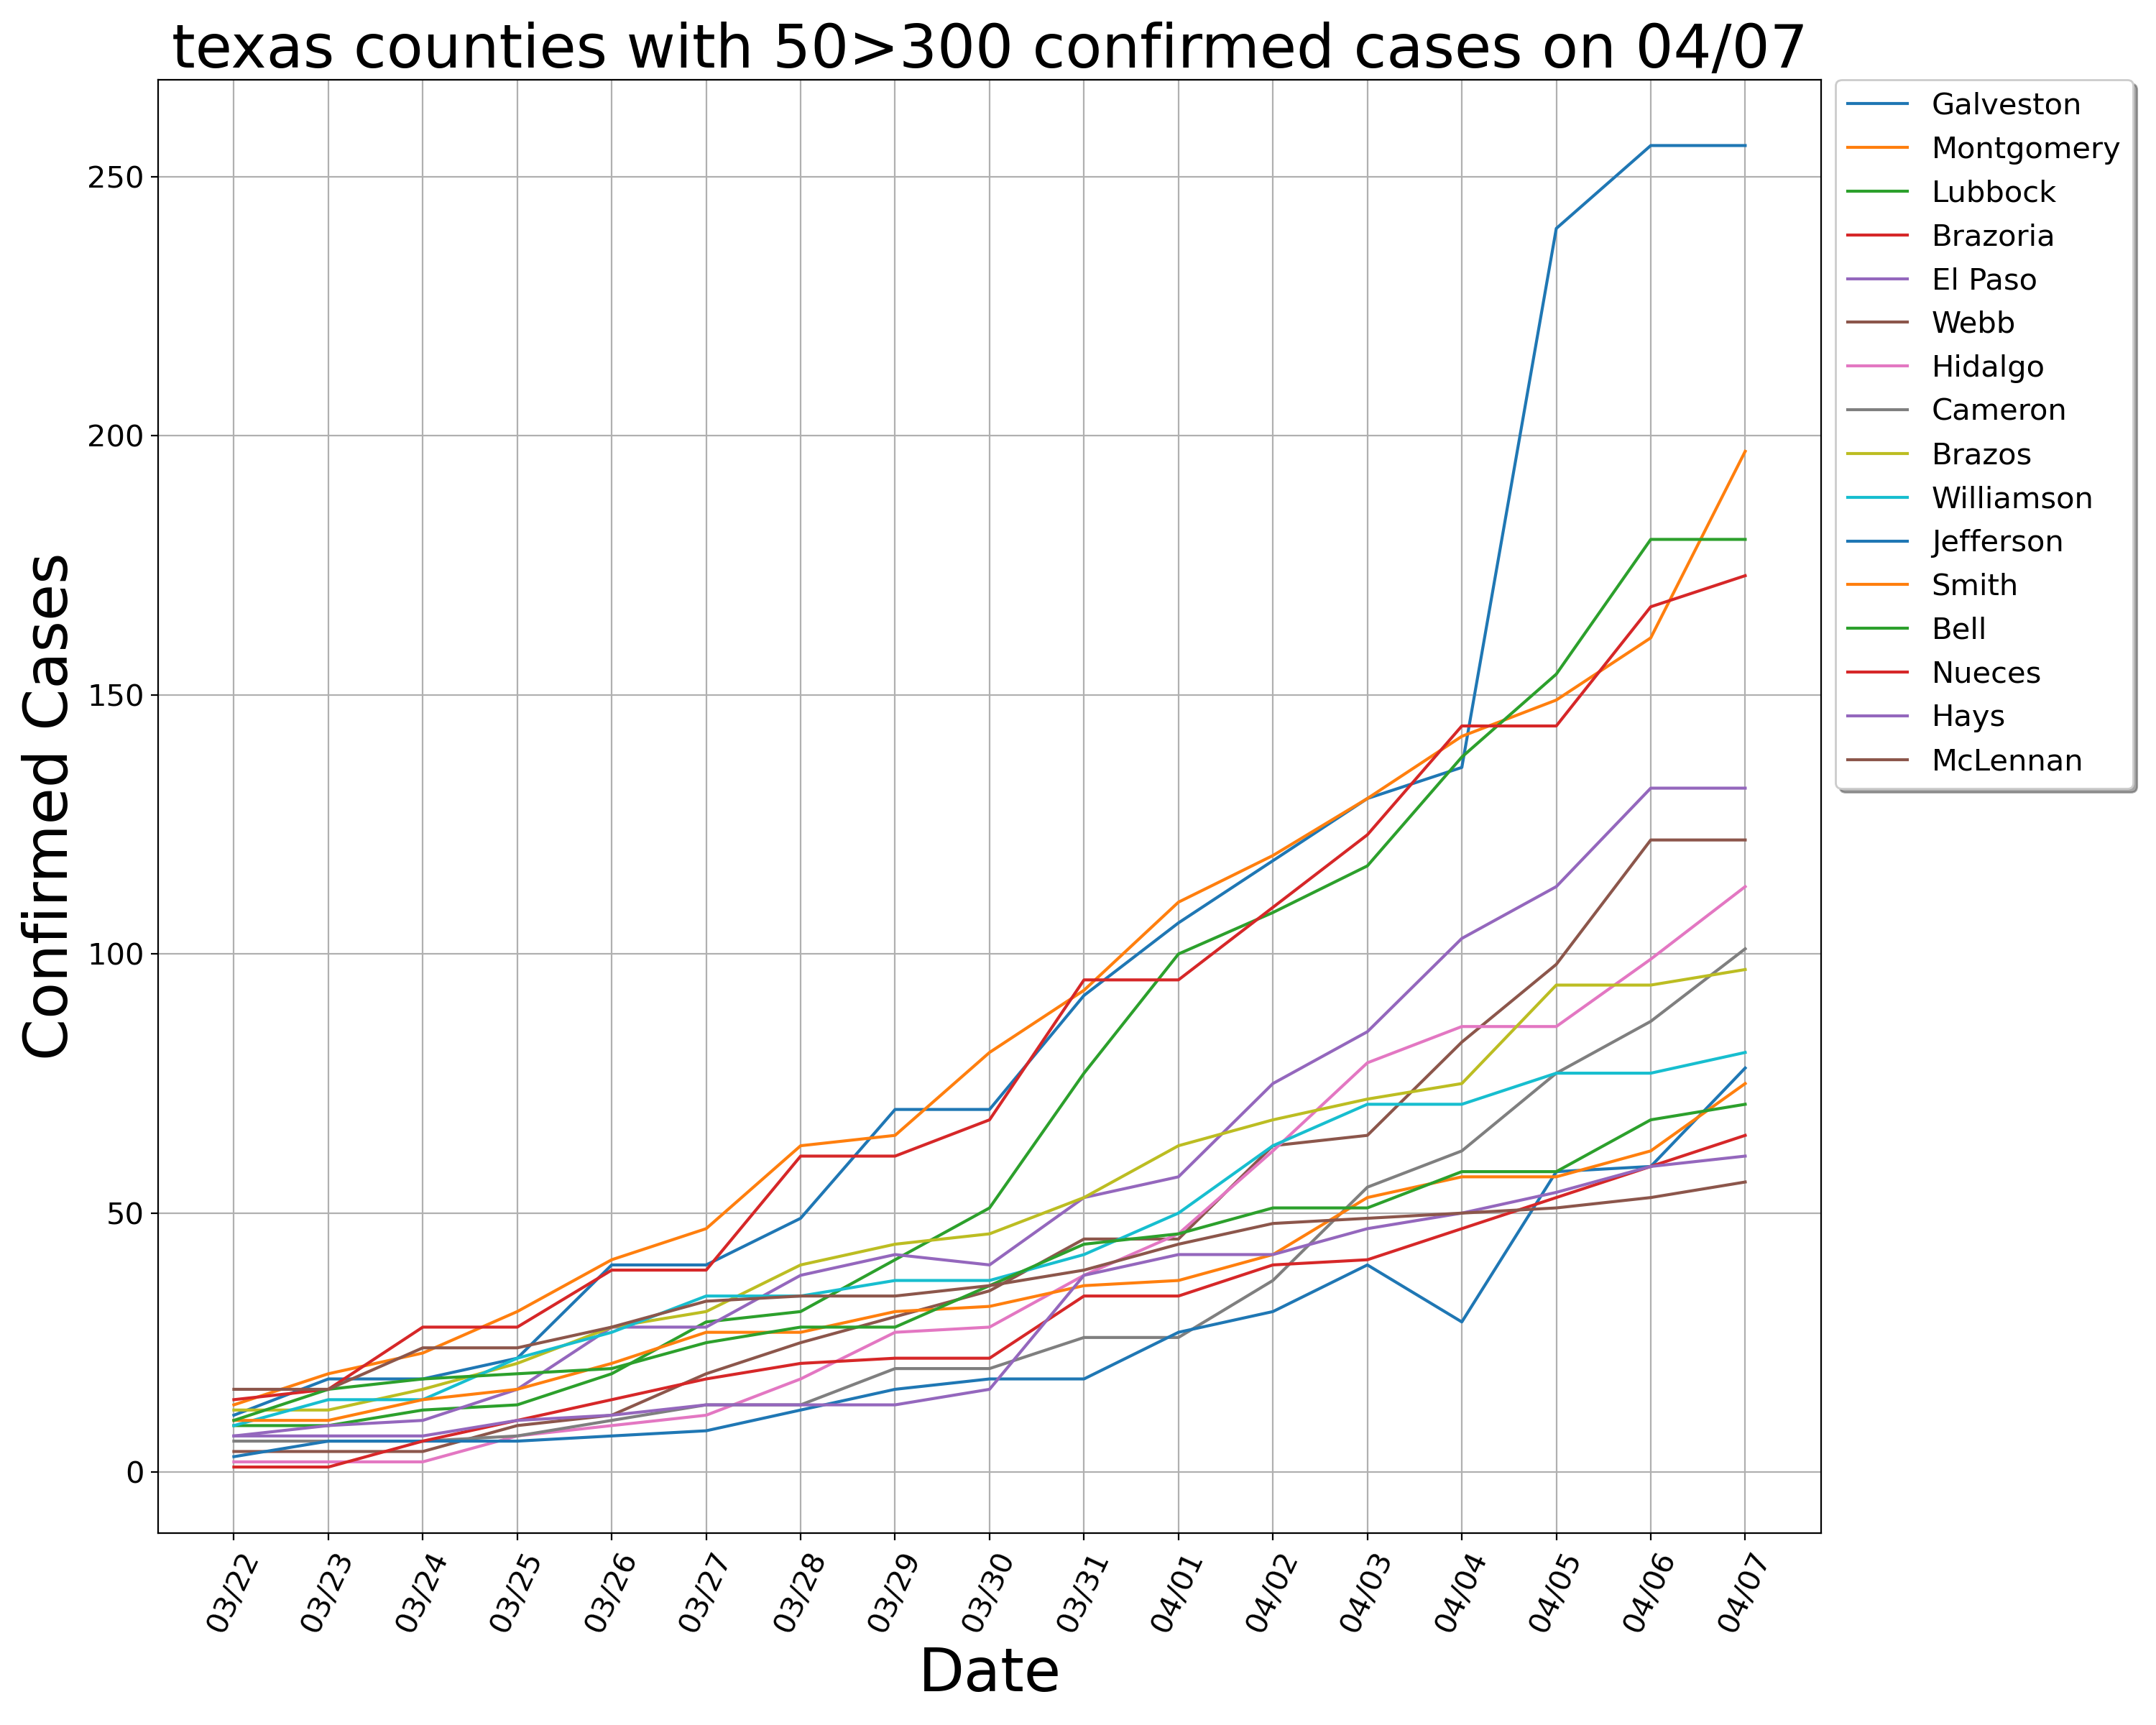 texas counties with 50>300 confirmed cases on 04/07
Galveston
Montgomery
Lubbock
Brazoria
El Paso
Webb
Hidalgo
Cameron
Brazos
Williamson
Jefferson
Smith
Bell
Nueces
Hays
McLennan
Confirmed Cases
250
200
150
100
50
0
03/22
03/23
03/24
03/25
03/26
03/27
03/28
03/29
03/30
03/31
04/01
04/02
04/03
04/04
04/05
04/06
04/07
Date